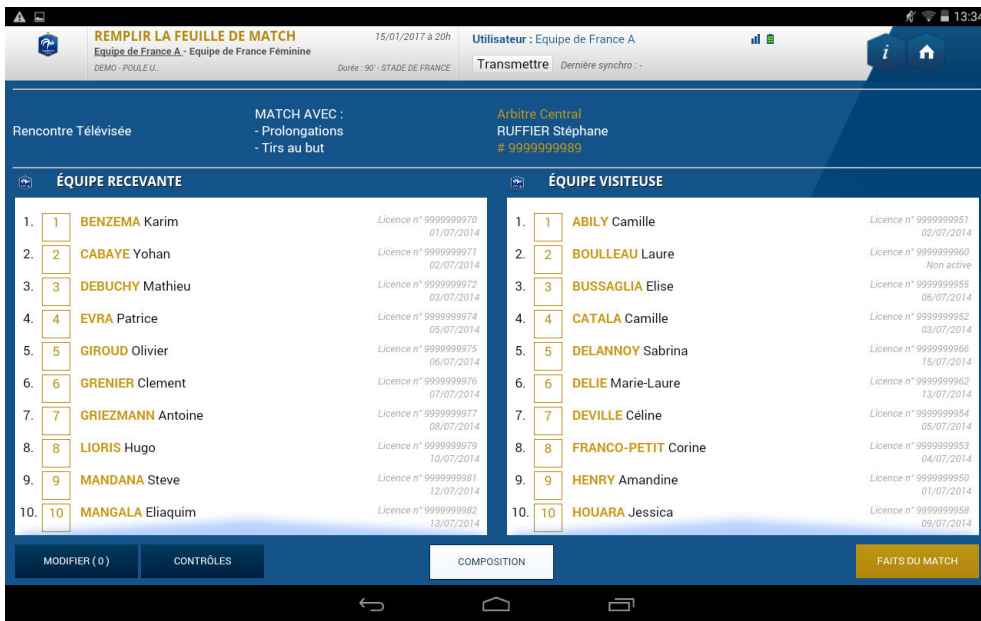 13:34
REMPLIR LA FEUILLE DE MATCH
Equipe de France A - Equipe de France Féminine
DEMO - POULE U..
15/01/2017 à 20h
Durée : 90' - STADE DE FRANCE
Utilisateur : Equipe de France A
Transmettre Dernière synchro : -
i
Rencontre Télévisée
MATCH AVEC :
- Prolongations
- Tirs au but
Arbitre Central
RUFFIER Stéphane
# 9999999989
ÉQUIPE RECEVANTE
1. 1 BENZEMA Karim Licence n° 9999999970
01/07/2014
2. 2 CABAYE Yohan Licence n° 9999999971
02/07/2014
3. 3 DEBUCHY Mathieu Licence n° 9999999972
03/07/2014
4. 4 EVRA Patrice Licence n° 9999999974
05/07/2014
5. 5 GIROUD Olivier Licence n° 9999999975
06/07/2014
6. 6 GRENIER Clement Licence n° 9999999976
07/07/2014
7. 7 GRIEZMANN Antoine Licence n° 9999999977
08/07/2014
8. 8 LIORIS Hugo Licence n° 9999999979
10/07/2014
9. 9 MANDANA Steve Licence n° 9999999981
12/07/2014
10. 10 MANGALA Eliaquim Licence n° 9999999982
13/07/2014
ÉQUIPE VISITEUSE
1. 1 ABILY Camille Licence n° 9999999951
02/07/2014
2. 2 BOULLEAU Laure Licence n° 9999999960
Non active
3. 3 BUSSAGLIA Elise Licence n° 9999999955
06/07/2014
4. 4 CATALA Camille Licence n° 9999999952
03/07/2014
5. 5 DELANNOY Sabrina Licence n° 9999999966
15/07/2014
6. 6 DELIE Marie-Laure Licence n° 9999999962
13/07/2014
7. 7 DEVILLE Céline Licence n° 9999999954
05/07/2014
8. 8 FRANCO-PETIT Corine Licence n° 9999999953
04/07/2014
9. 9 HENRY Amandine Licence n° 9999999950
01/07/2014
10. 10 HOUARA Jessica Licence n° 9999999958
09/07/2014
MODIFIER ( 0 )
CONTRÔLES
COMPOSITION
FAITS DU MATCH